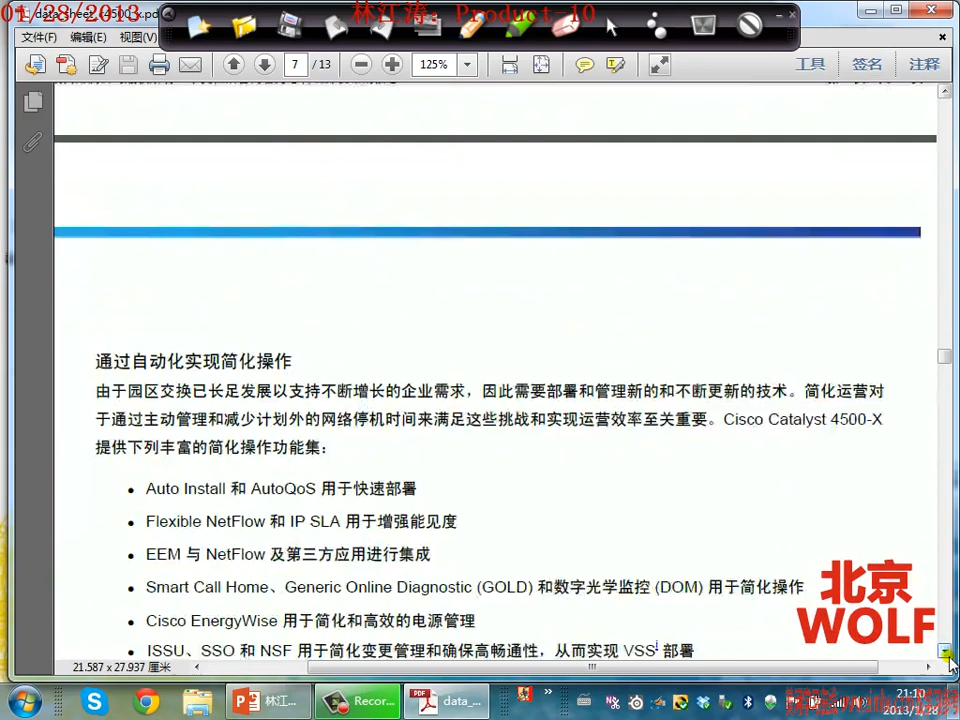 01/28/2013
林江涛: Product-10
data_sheet_c4500_x.pd
文件(F) 编辑(E) 视图(V)
7 / 13 125% 工具 签名 注释
通过自动化实现简化操作
由于园区交换已长足发展以支持不断增长的企业需求，因此需要部署和管理新的和不断更新的技术。简化运营对
于通过主动管理和减少计划外的网络停机时间来满足这些挑战和实现运营效率至关重要。Cisco Catalyst 4500-X
提供下列丰富的简化操作功能集：
• Auto Install 和 AutoQoS 用于快速部署
• Flexible NetFlow 和 IP SLA 用于增强能见度
• EEM 与 NetFlow 及第三方应用进行集成
• Smart Call Home、Generic Online Diagnostic (GOLD) 和数字光学监控 (DOM) 用于简化操作
• Cisco EnergyWise 用于简化和高效的电源管理
• ISSU、SSO 和 NSF 用于简化变更管理和确保高畅通性，从而实现 VSS 部署
北京
WOLF
21.587 x 27.937 厘米
林江... Recor... data_...
21:10
2013/1/28